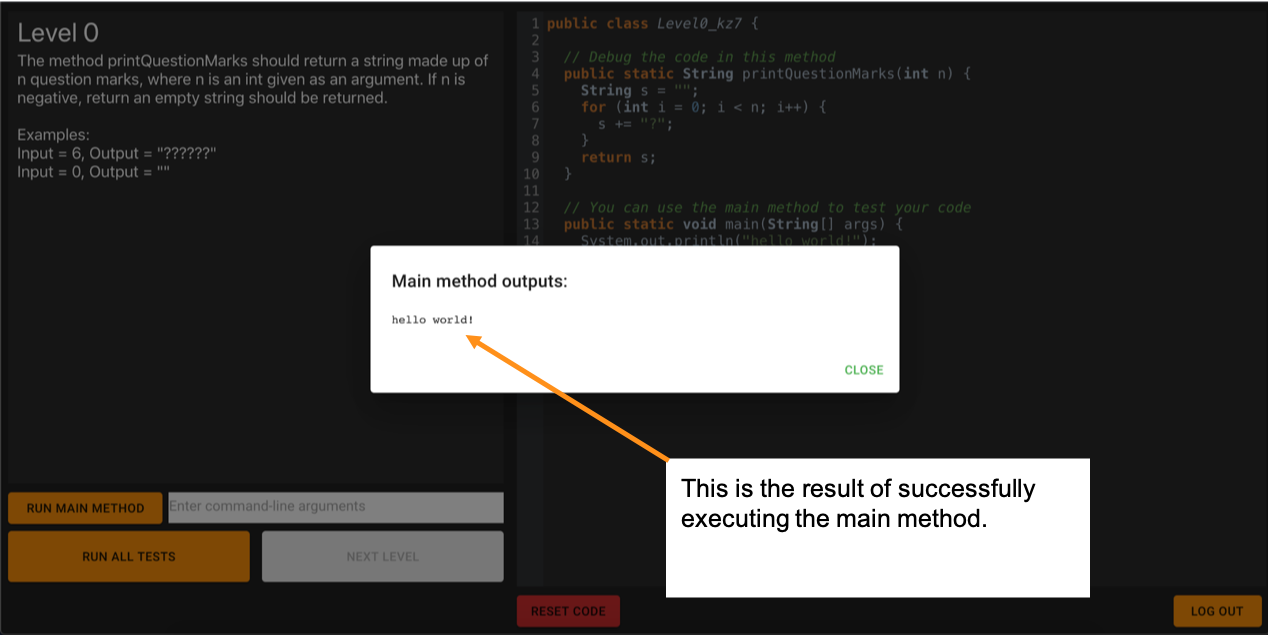 Level 0
The method printQuestionMarks should return a string made up of
n question marks, where n is an int given as an argument. If n is
negative, return an empty string should be returned.
Examples:
Input = 6, Output = "??????"
Input = 0, Output = ""
RUN MAIN METHOD
Enter command-line arguments
RUN ALL TESTS
NEXT LEVEL
1 public class Level0_kz7 {
2
3 // Debug the code in this method
4 public static String printQuestionMarks(int n) {
5 String s = "";
6 for (int i = 0; i < n; i++) {
7 s += "?";
8 }
9 return s;
10 }
11
12 // You can use the main method to test your code
13 public static void main(String[] args) {
14 System.out.println("hello world!");
Main method outputs:
hello world!
CLOSE
This is the result of successfully
executing the main method.
RESET CODE
LOG OUT